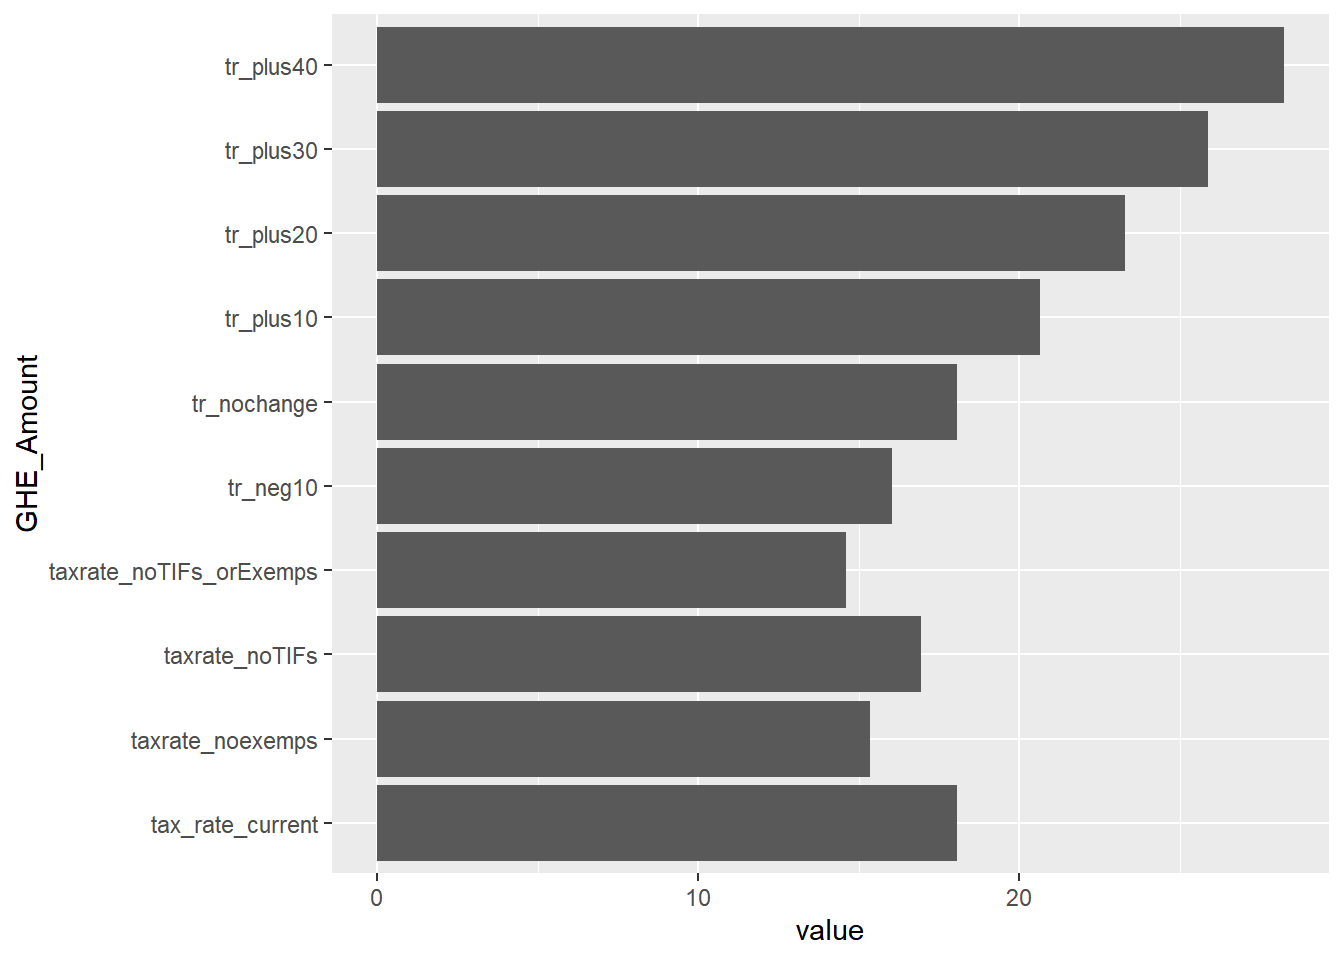 tr_plus40
tr_plus30
tr_plus20
tr_plus10
tr_nochange
tr_neg10
taxrate_noTIFs_orExemps
taxrate_noTIFs
taxrate_noexemps
tax_rate_current
GHE_Amount
0 10 20
value